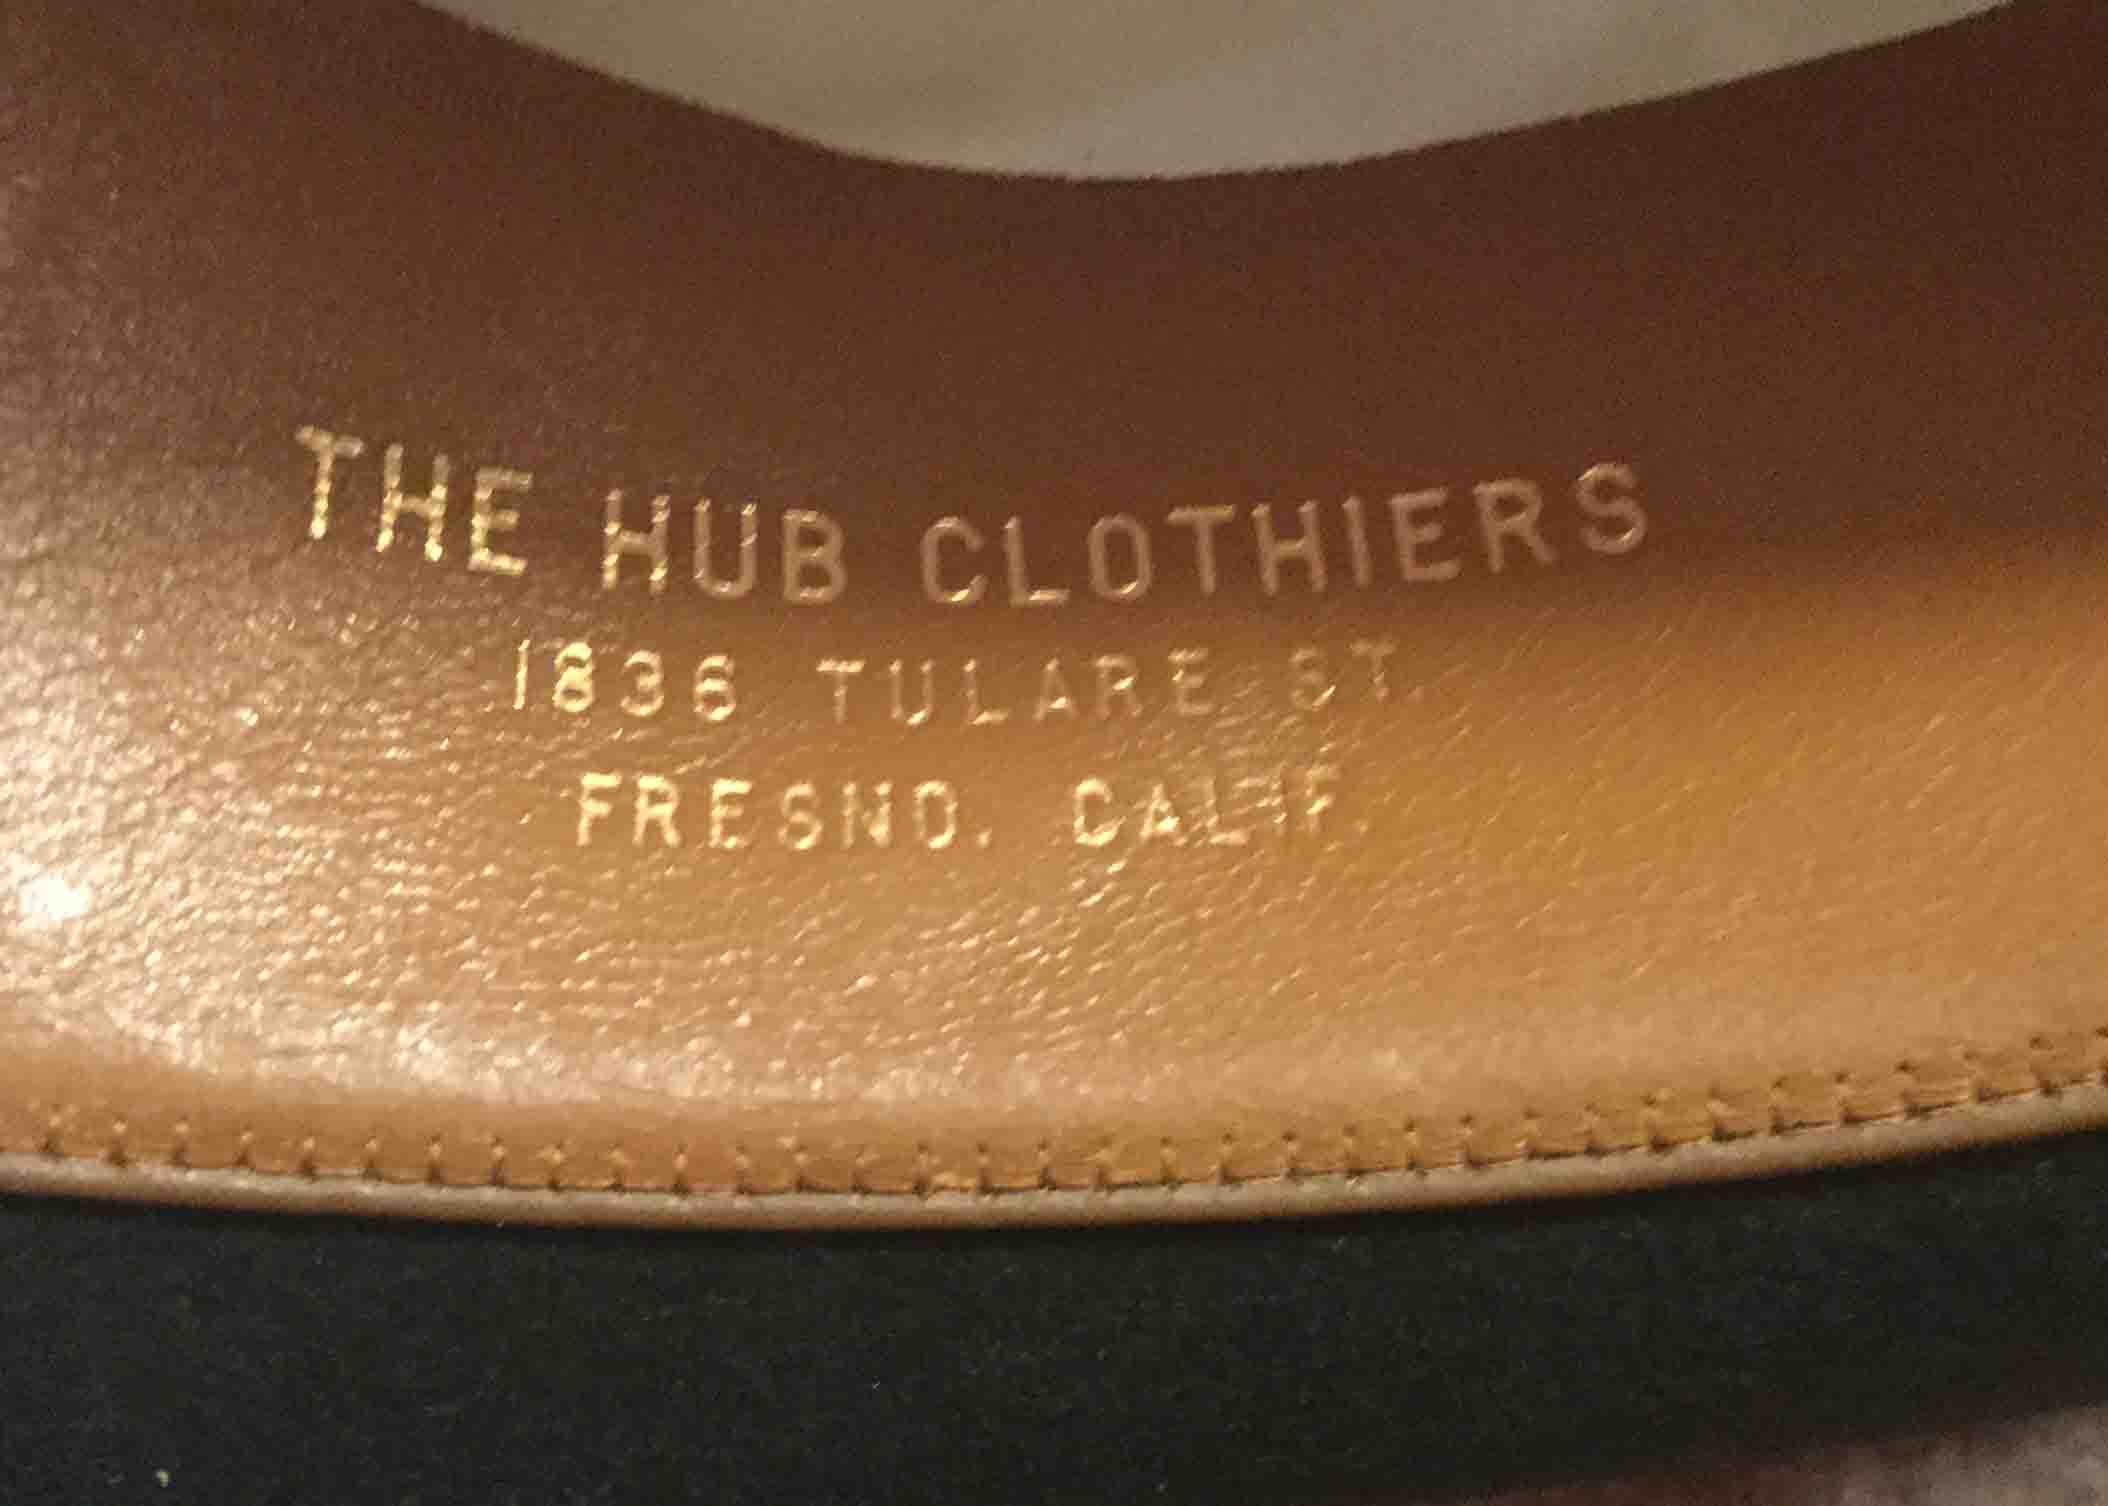 THE HUB CLOTHIERS
1836 TULARE ST.
FRESNO. CALIF.